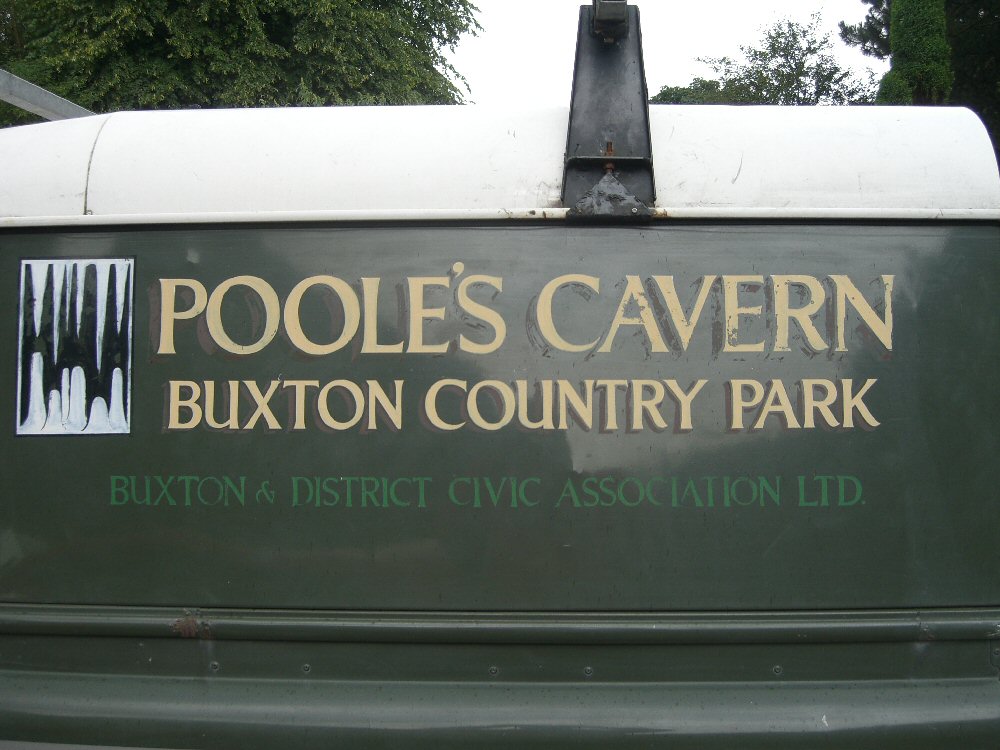 POOLE'S CAVERN
BUXTON COUNTRY PARK
BUXTON & DISTRICT CIVIC ASSOCIATION LTD.